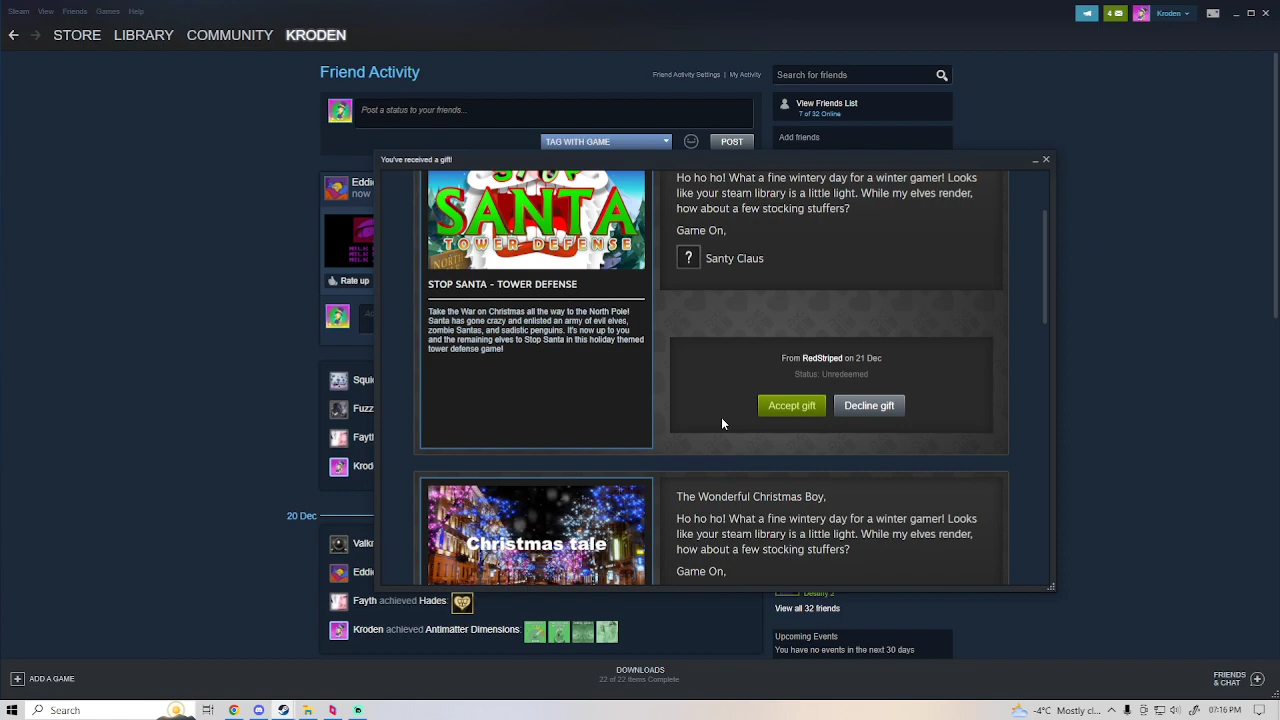 Steam View Friends Games Help
4
Kroden
STORE LIBRARY COMMUNITY KRODEN
Friend Activity
Friend Activity Settings | My Activity
Search for friends
Post a status to your friends...
View Friends List
7 of 32 Online
TAG WITH GAME
POST
Add friends
You've received a gift!
Eddie
now
Rate up
STOP
SANTA
TOWER DEFENSE
NORTH
STOP SANTA - TOWER DEFENSE
Take the War on Christmas all the way to the North Pole!
Santa has gone crazy and enlisted an army of evil elves,
zombie Santas, and sadistic penguins. It's now up to you
and the remaining elves to Stop Santa in this holiday themed
tower defense game!
Ho ho ho! What a fine wintery day for a winter gamer! Looks
like your steam library is a little light. While my elves render,
how about a few stocking stuffers?
Game On,
?
Santy Claus
From RedStriped on 21 Dec
Status: Unredeemed
Accept gift
Decline gift
Squi
Fuzz
Fayth
Krode
Christmas tale
The Wonderful Christmas Boy,
Ho ho ho! What a fine wintery day for a winter gamer! Looks
like your steam library is a little light. While my elves render,
how about a few stocking stuffers?
Game On,
20 Dec
Valk
Eddie
Fayth achieved Hades:
Kroden achieved Antimatter Dimensions:
Destiny 2
View all 32 friends
Upcoming Events
You have no events in the next 30 days
ADD A GAME
DOWNLOADS
22 of 22 Items Complete
FRIENDS
& CHAT
Search
-4°C Mostly cl...
07:16 PM